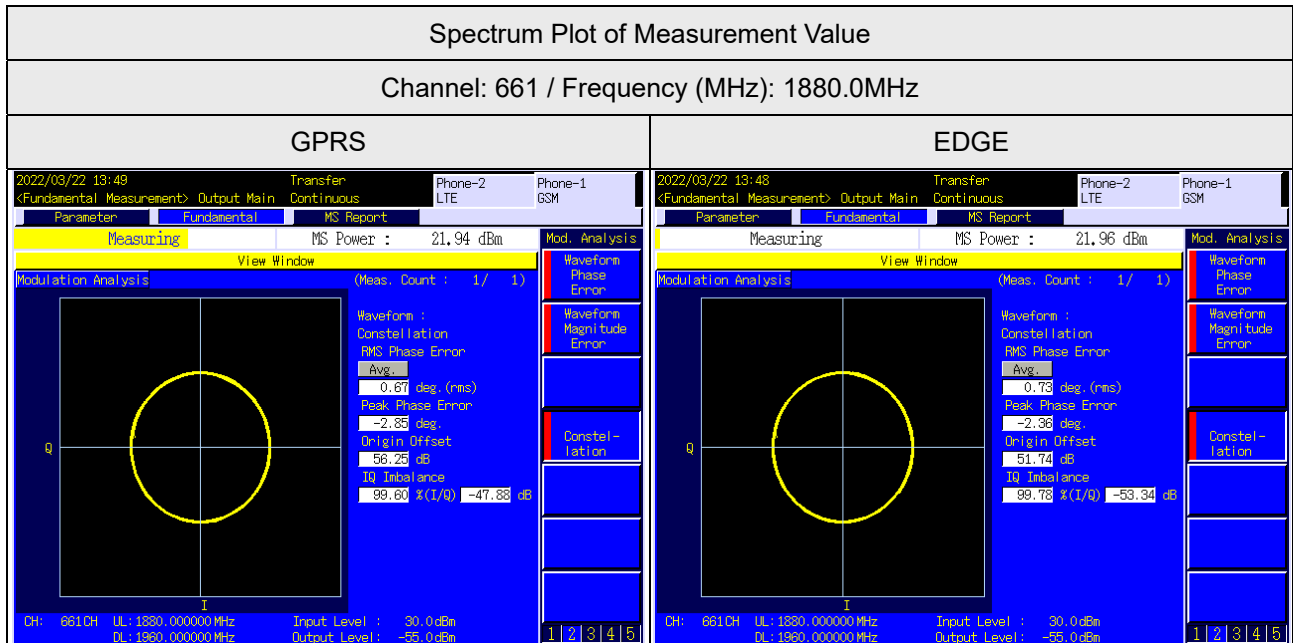 Spectrum Plot of Measurement Value
Channel: 661 / Frequency (MHz): 1880.0MHz
GPRS
EDGE
2022/03/22 13:49 Transfer Phone-2 Phone-1
<Fundamental Measurement> Output Main Continuous LTE GSM
Parameter Fundamental MS Report
Measuring MS Power : 21.94 dBm Mod. Analysis
View Window
Modulation Analysis (Meas. Count : 1/ 1)
Waveform
Phase
Error
Waveform
Magnitude
Error
Constel-
lation
Waveform :
Constellation
RMS Phase Error
Avg.
0.67 deg.(rms)
Peak Phase Error
-2.85 deg.
Origin Offset
56.25 dB
IQ Imbalance
99.60 %(I/Q) -47.88 dB
Q
I
CH: 661CH UL:1880.000000MHz Input Level : 30.0dBm
DL:1960.000000MHz Output Level: -55.0dBm 1 2 3 4 5
2022/03/22 13:48 Transfer Phone-2 Phone-1
<Fundamental Measurement> Output Main Continuous LTE GSM
Parameter Fundamental MS Report
Measuring MS Power : 21.96 dBm Mod. Analysis
View Window
Modulation Analysis (Meas. Count : 1/ 1)
Waveform
Phase
Error
Waveform
Magnitude
Error
Constel-
lation
Waveform :
Constellation
RMS Phase Error
Avg.
0.73 deg.(rms)
Peak Phase Error
-2.36 deg.
Origin Offset
51.74 dB
IQ Imbalance
99.78 %(I/Q) -53.34 dB
Q
I
CH: 661CH UL:1880.000000MHz Input Level : 30.0dBm
DL:1960.000000MHz Output Level: -55.0dBm 1 2 3 4 5